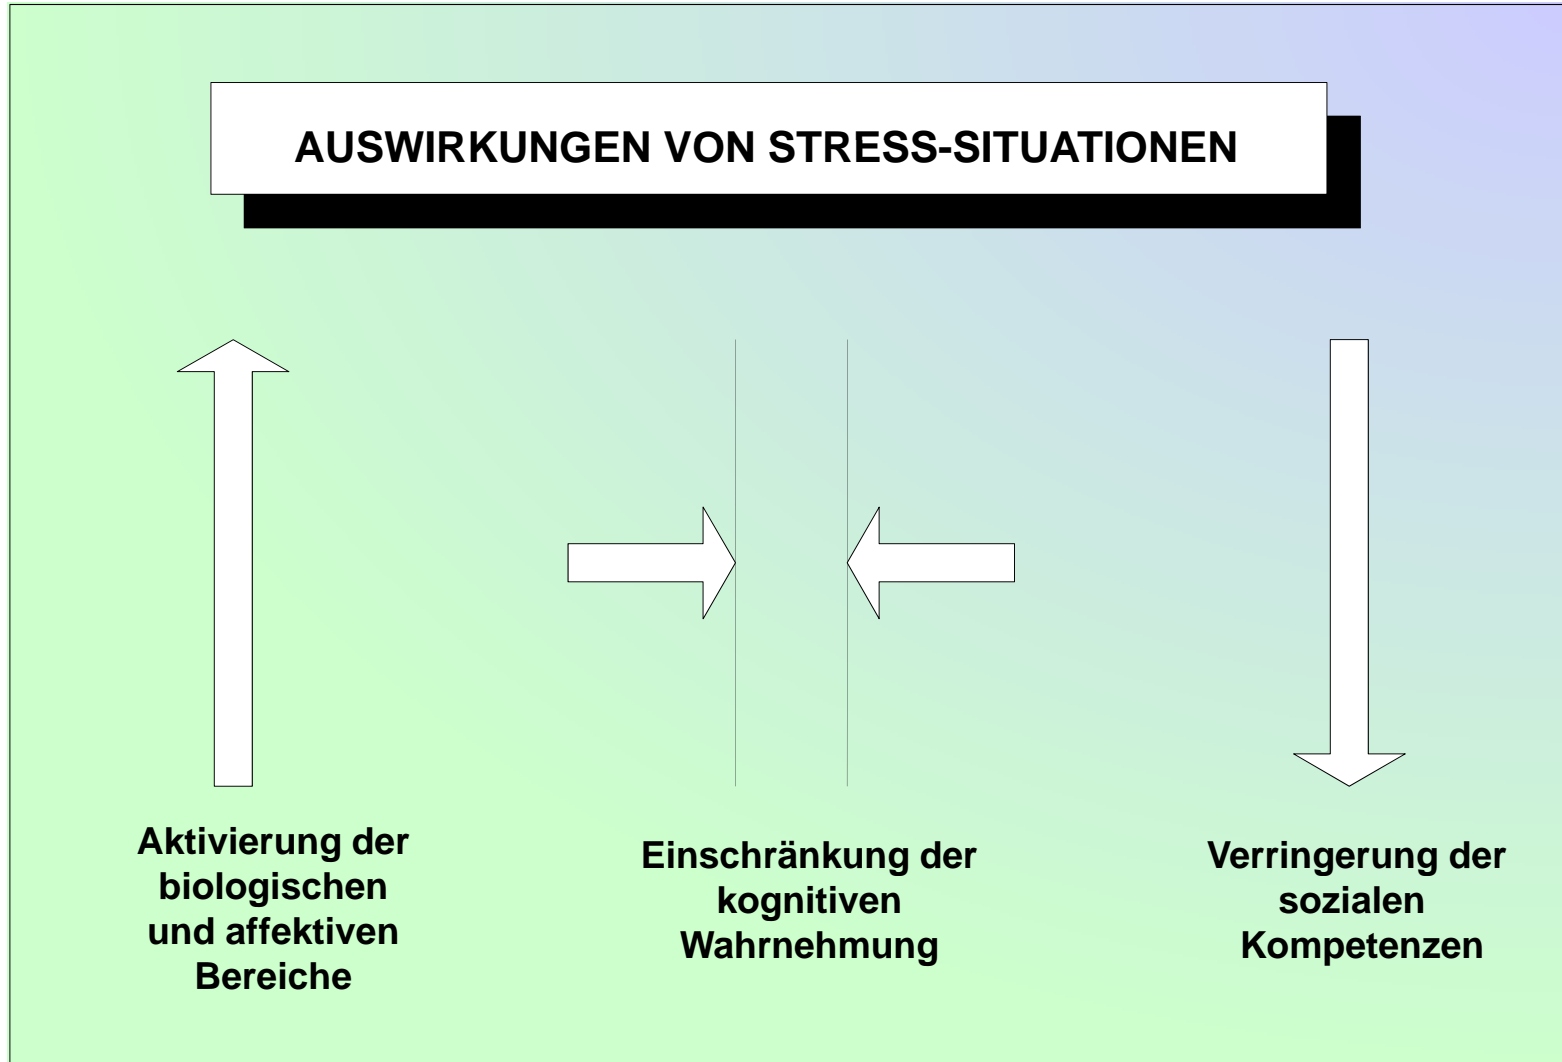 AUSWIRKUNGEN VON STRESS-SITUATIONEN
Aktivierung der
biologischen
und affektiven
Bereiche
Einschränkung der
kognitiven
Wahrnehmung
Verringerung der
sozialen
Kompetenzen